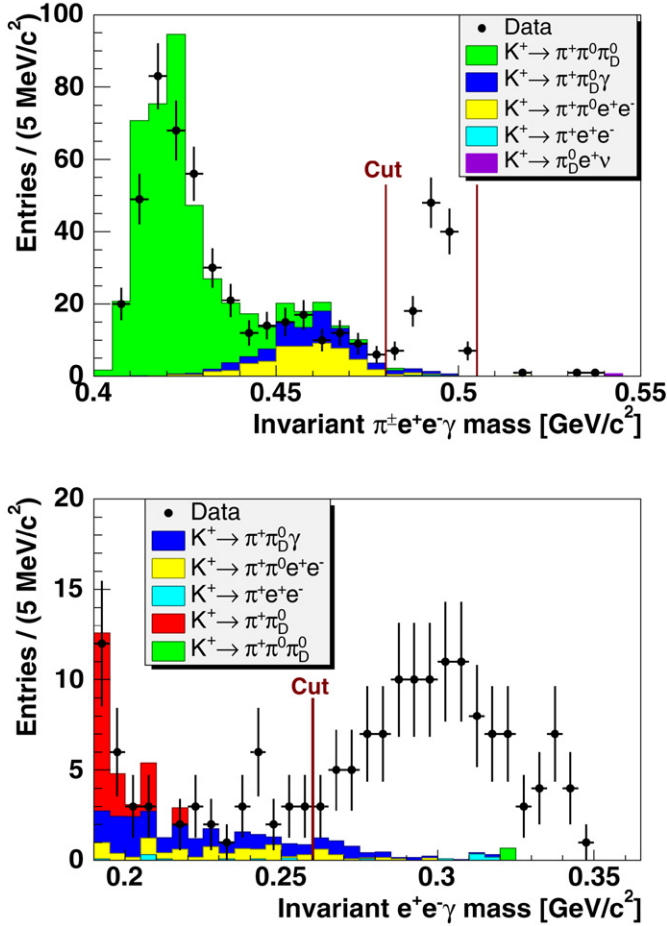 Entries / (5 MeV/c²)
100
80
60
40
20
0
Data
K⁺→ π⁺π⁰π⁰_D
K⁺→ π⁺π⁰_Dγ
K⁺→ π⁺π⁰e⁺e⁻
K⁺→ π⁺e⁺e⁻
K⁺→ π⁰_De⁺ν
Cut
0.4 0.45 0.5 0.55
Invariant π±e⁺e⁻γ mass [GeV/c²]
Entries / (5 MeV/c²)
20
15
10
5
0
Data
K⁺→ π⁺π⁰_Dγ
K⁺→ π⁺π⁰e⁺e⁻
K⁺→ π⁺e⁺e⁻
K⁺→ π⁺π⁰_D
K⁺→ π⁺π⁰π⁰_D
Cut
0.2 0.25 0.3 0.35
Invariant e⁺e⁻γ mass [GeV/c²]